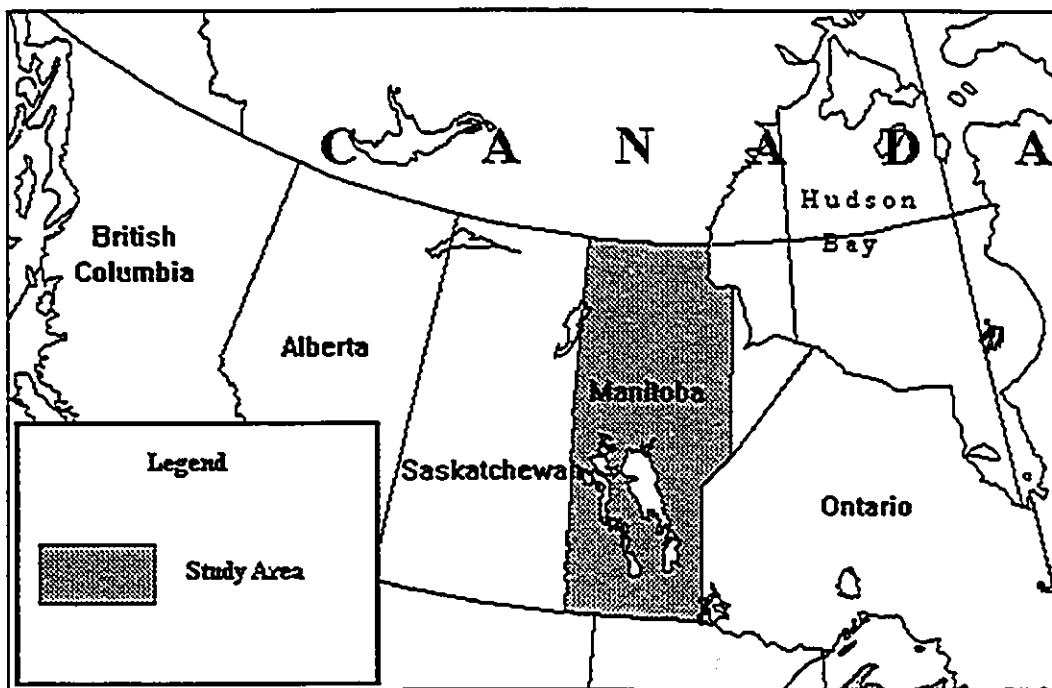 C A N A D A
Hudson
Bay
British
Columbia
Alberta
Manitoba
Saskatchewan
Ontario
Legend
Study Area